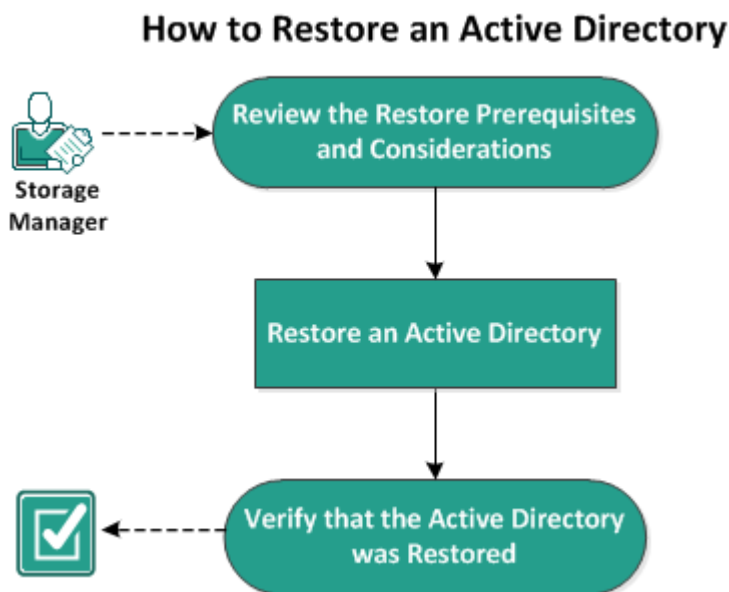 How to Restore an Active Directory
Review the Restore Prerequisites
and Considerations
Storage
Manager
Restore an Active Directory
Verify that the Active Directory
was Restored